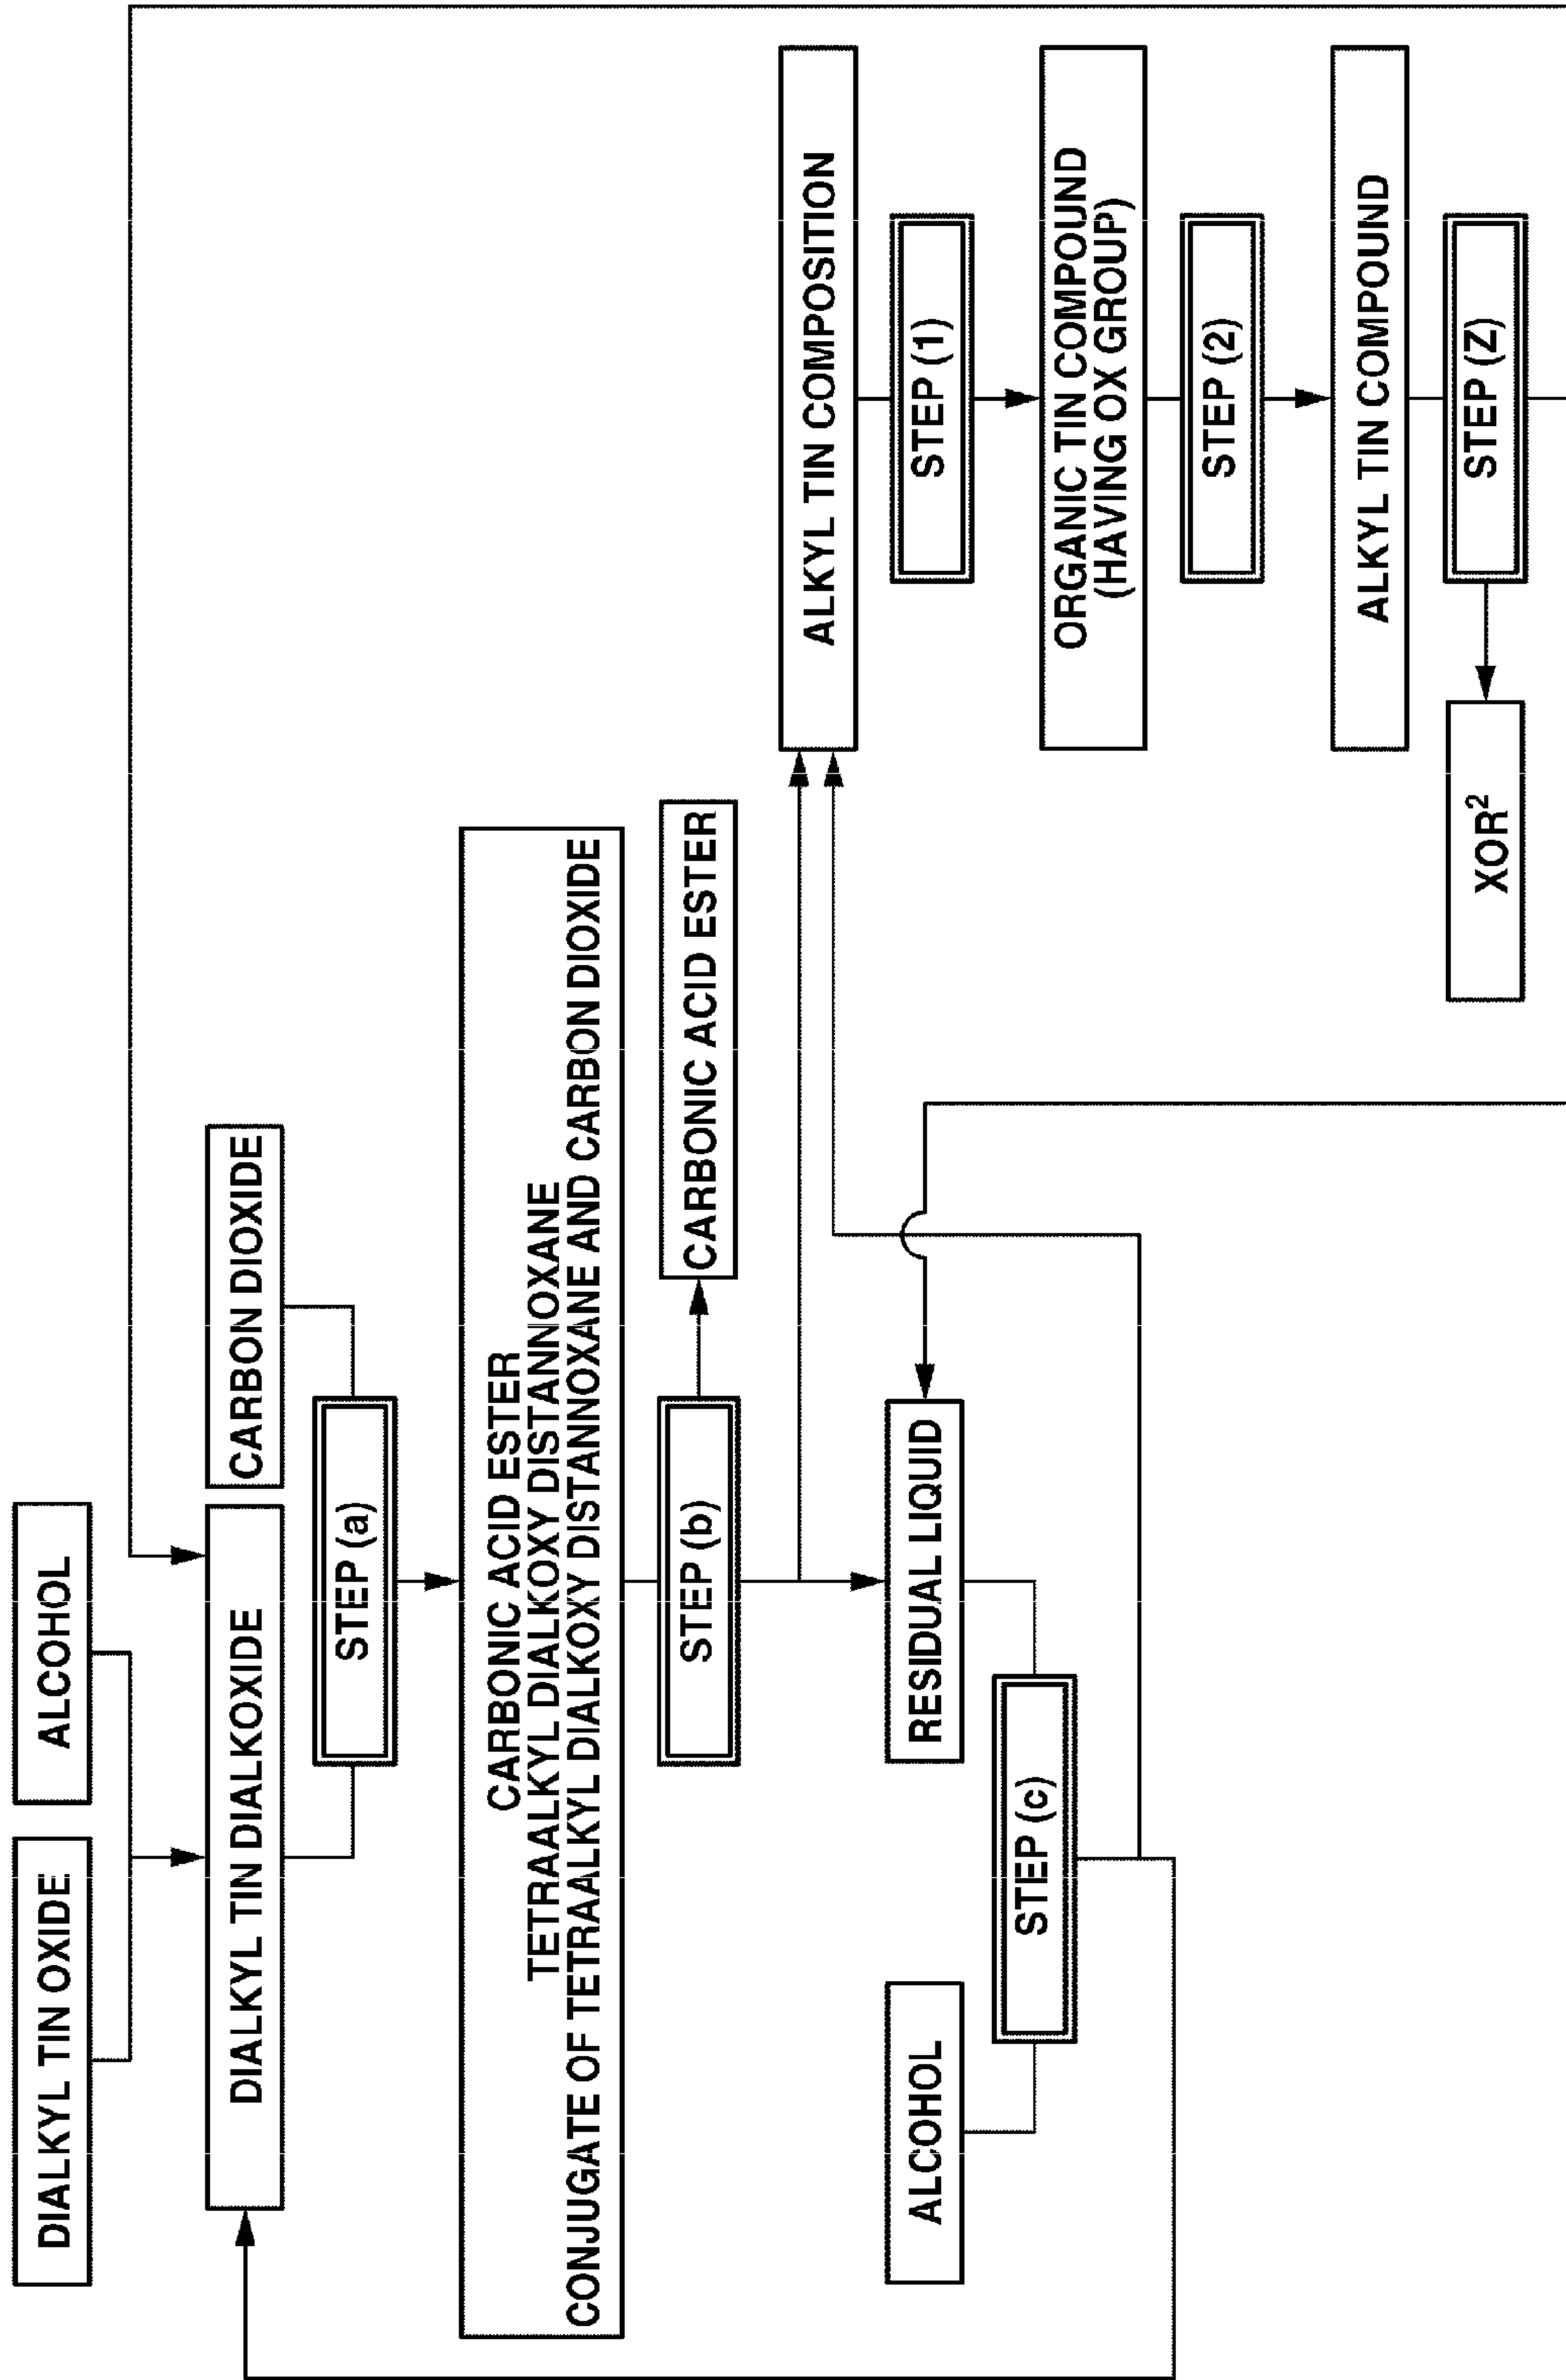 DIALKYL TIN OXIDE
ALCOHOL
DIALKYL TIN DIALKOXIDE
CARBON DIOXIDE
STEP (a)
CARBONIC ACID ESTER
TETRAALKYL DIALKOXY DISTANNOXANE
CONJUGATE OF TETRAALKYL DIALKOXY DISTANNOXANE AND CARBON DIOXIDE
STEP (b)
CARBONIC ACID ESTER
ALCOHOL
RESIDUAL LIQUID
STEP (c)
ALKYL TIN COMPOSITION
STEP (1)
ORGANIC TIN COMPOUND
(HAVING OX GROUP)
STEP (2)
ALKYL TIN COMPOUND
STEP (Z)
XOR²